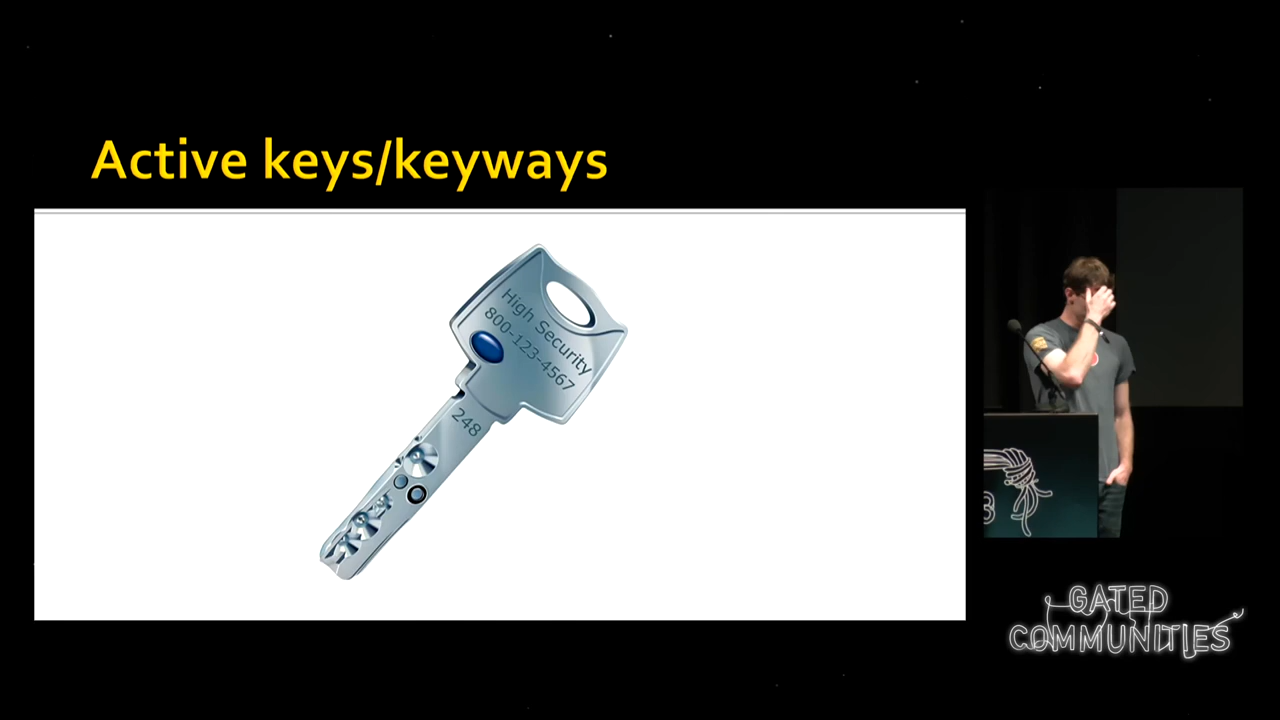 Active keys/keyways
High Security
800-123-4567
248
GATED
COMMUNITIES